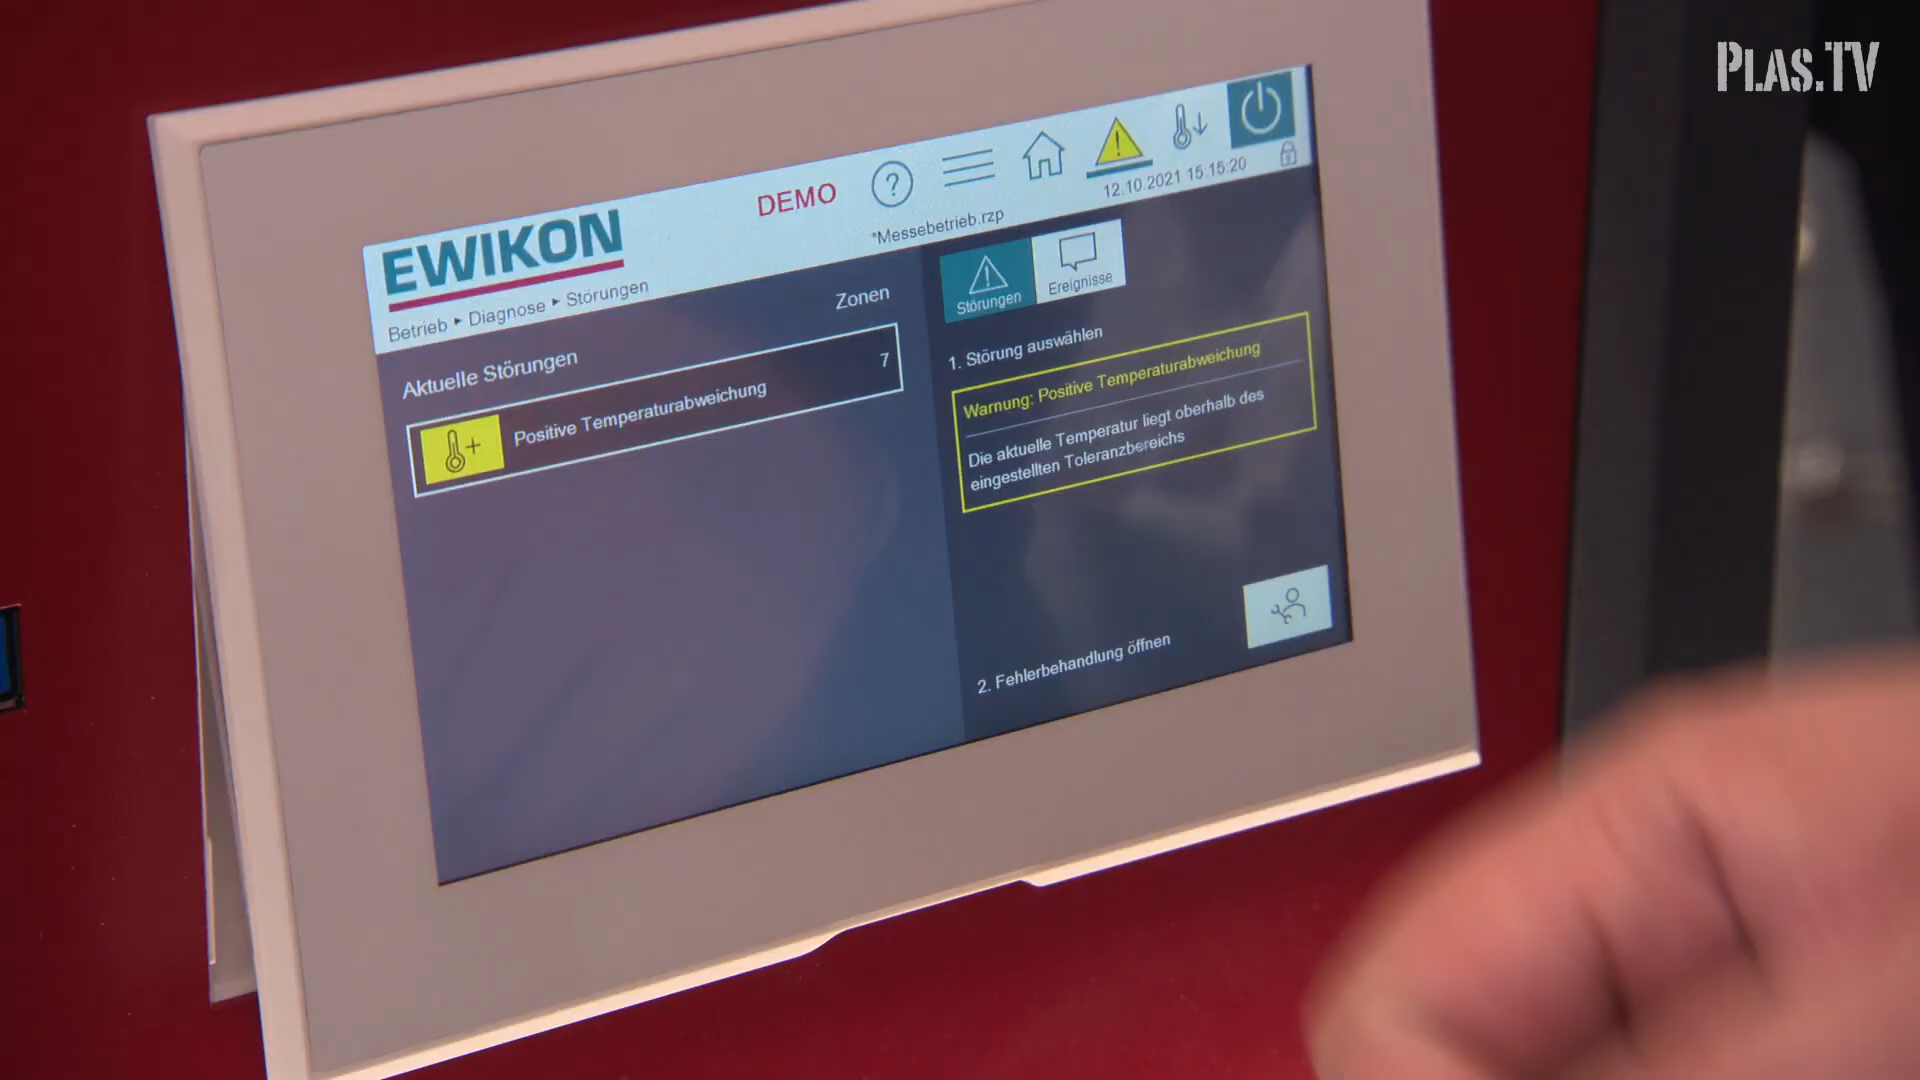 PLAS.TV
DEMO
?
12.10.2021 15:15:20
EWIKON
*Messebetrieb.rzp
Betrieb ▸ Diagnose ▸ Störungen
Aktuelle Störungen
Zonen
Positive Temperaturabweichung
7
Störungen
Ereignisse
1. Störung auswählen
Warnung: Positive Temperaturabweichung
Die aktuelle Temperatur liegt oberhalb des
eingestellten Toleranzbereichs
2. Fehlerbehandlung öffnen